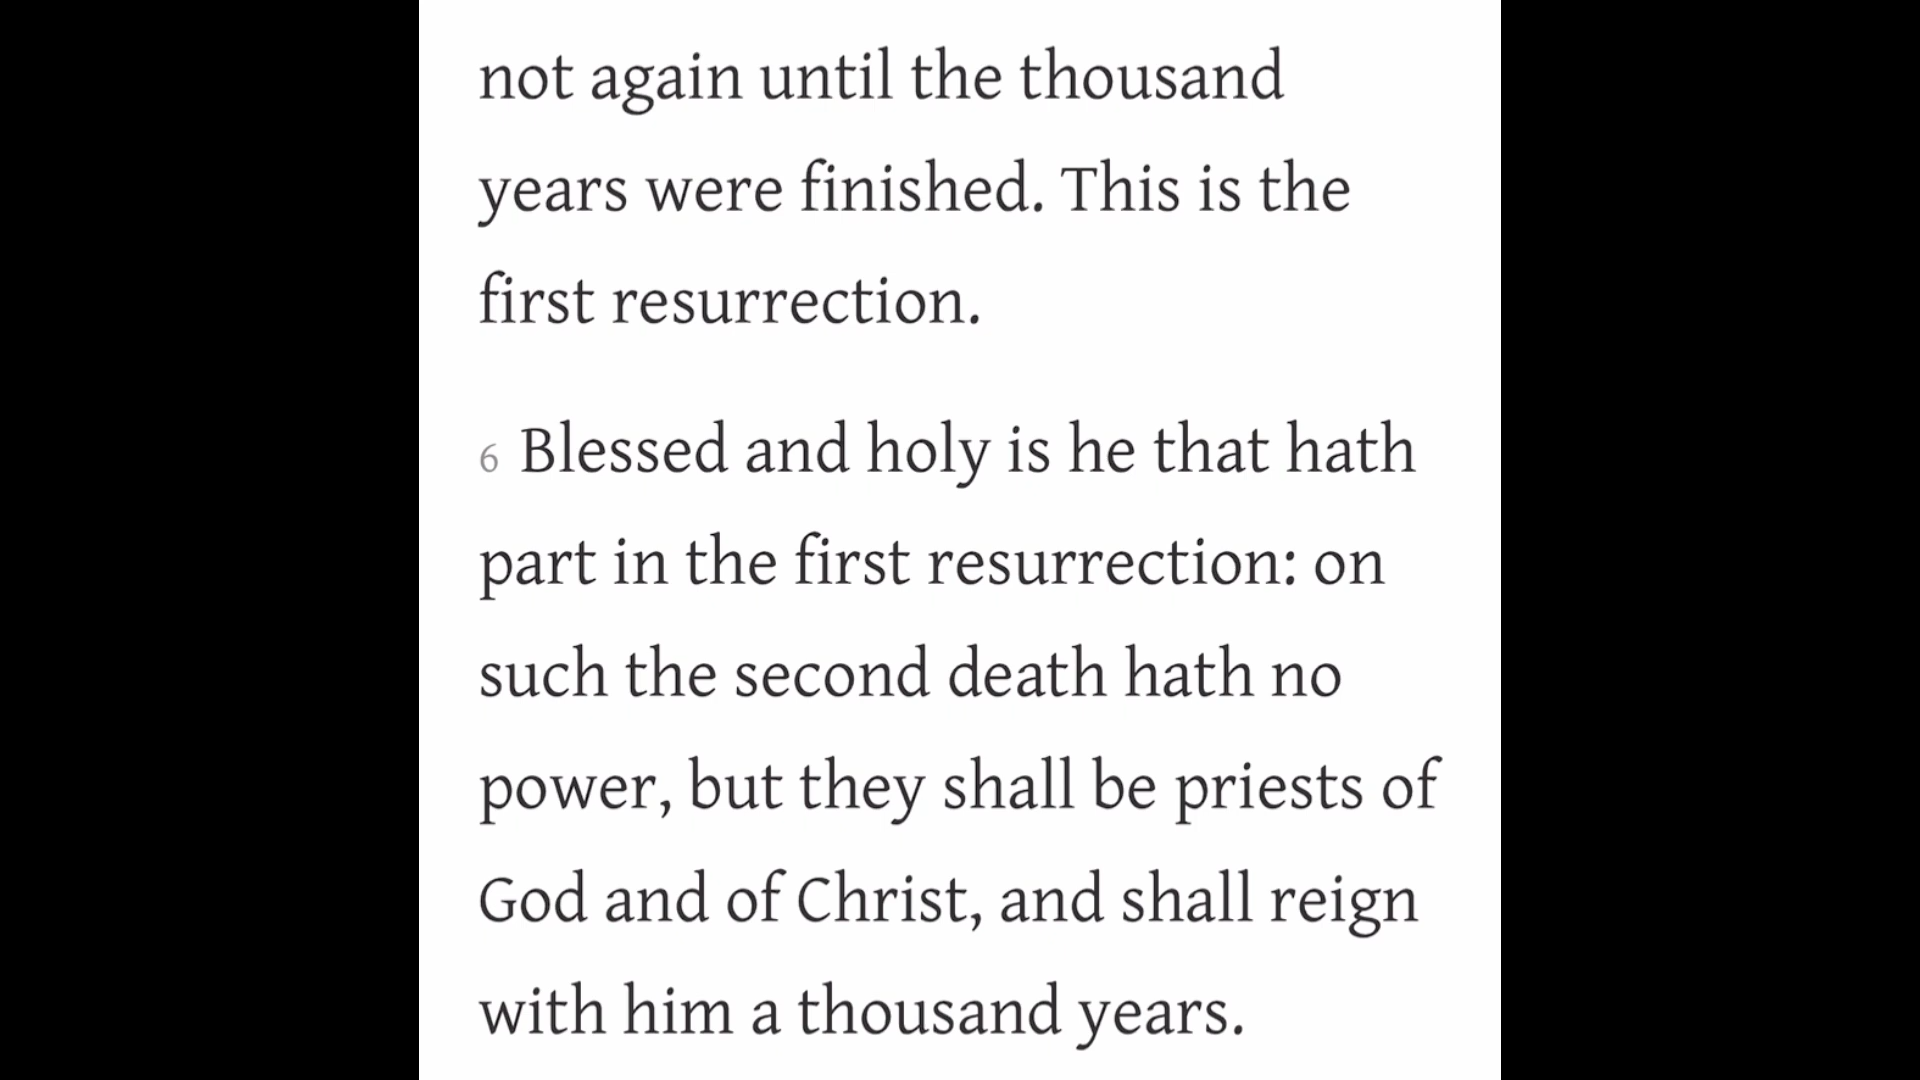 not again until the thousand
years were finished. This is the
first resurrection.
6 Blessed and holy is he that hath
part in the first resurrection: on
such the second death hath no
power, but they shall be priests of
God and of Christ, and shall reign
with him a thousand years.